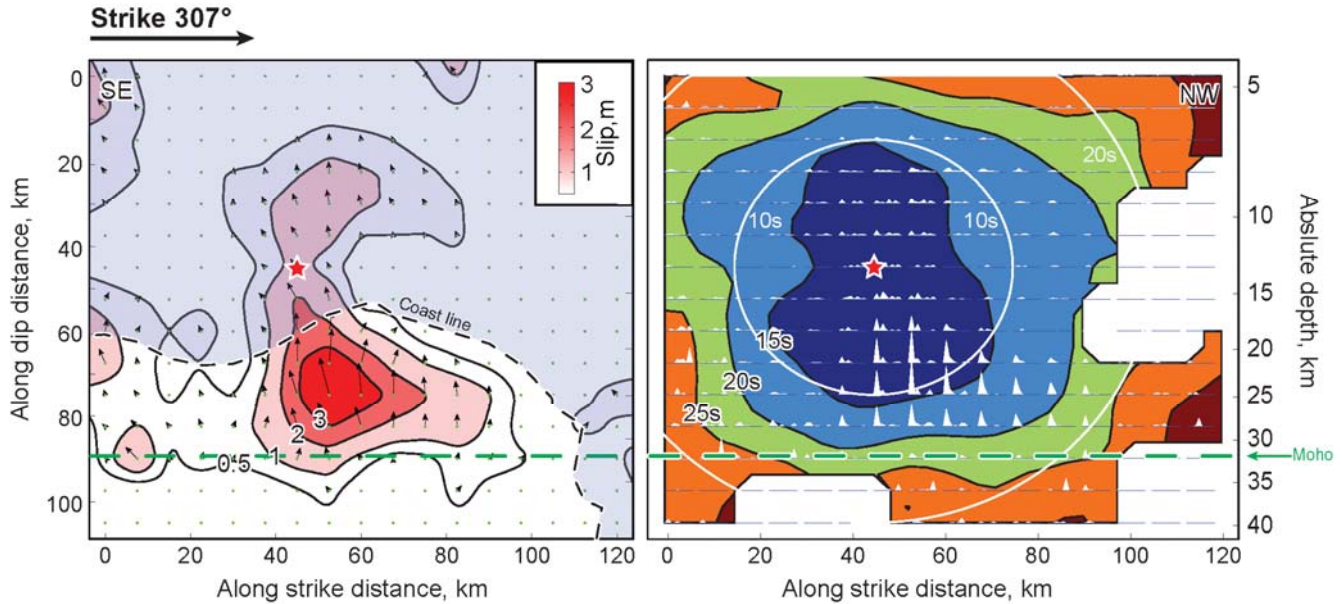 Strike 307°
SE
0
20
40
60
80
100
Along dip distance, km
3
2
1
Slip, m
Coast line
3
2
1
0.5
0
20
40
60
80
100
120
Along strike distance, km
NW
20s
10s
10s
15s
20s
25s
5
10
15
20
25
30
35
40
Abslute depth, km
Moho
0
20
40
60
80
100
120
Along strike distance, km